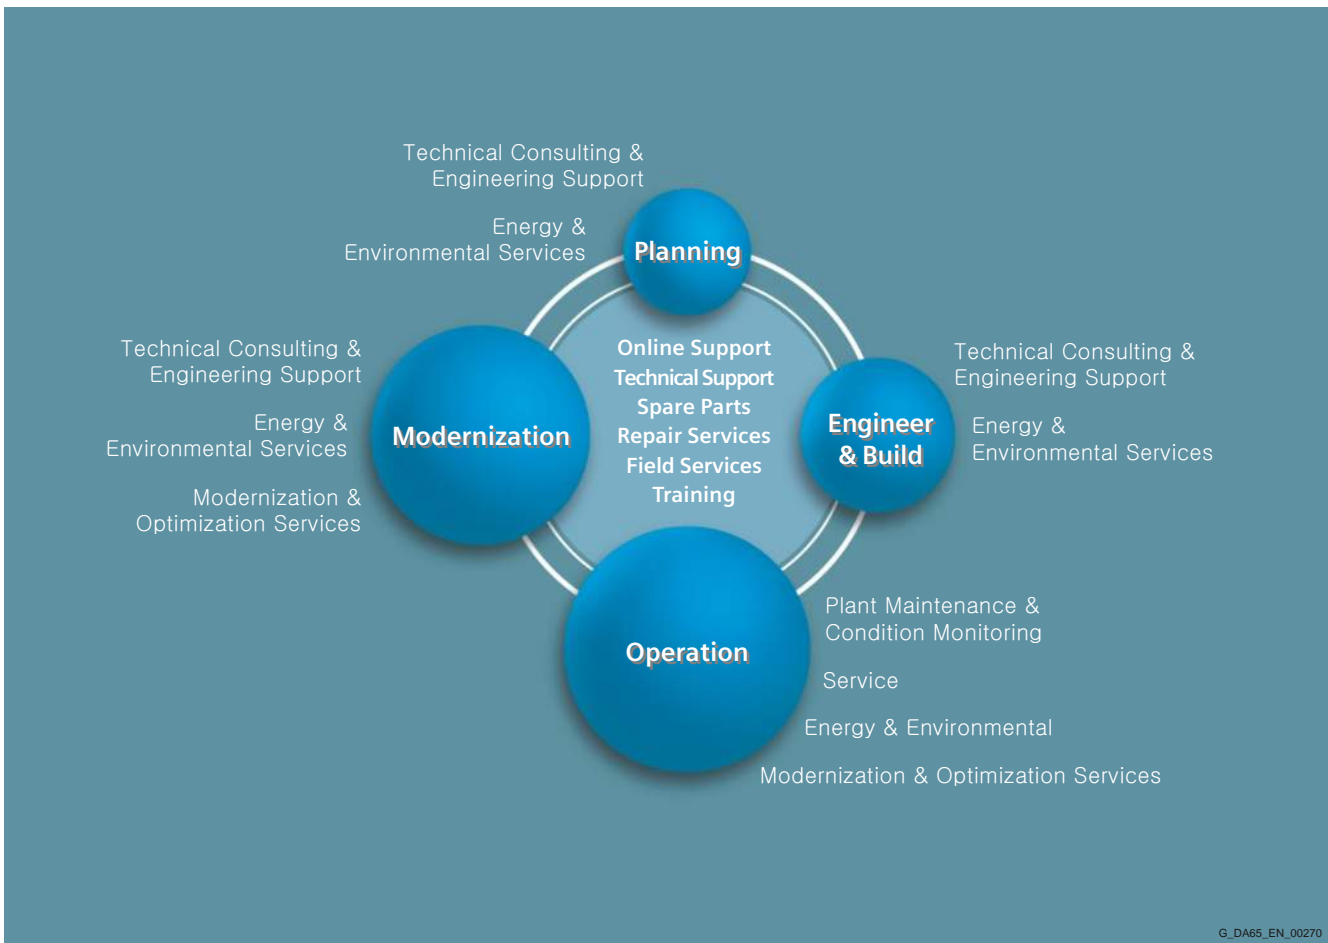 Technical Consulting &
Engineering Support
Energy &
Environmental Services
Planning
Technical Consulting &
Engineering Support
Energy &
Environmental Services
Modernization &
Optimization Services
Modernization
Online Support
Technical Support
Spare Parts
Repair Services
Field Services
Training
Engineer
& Build
Technical Consulting &
Engineering Support
Energy &
Environmental Services
Operation
Plant Maintenance &
Condition Monitoring
Service
Energy & Environmental
Modernization & Optimization Services
G_DA65_EN_00270